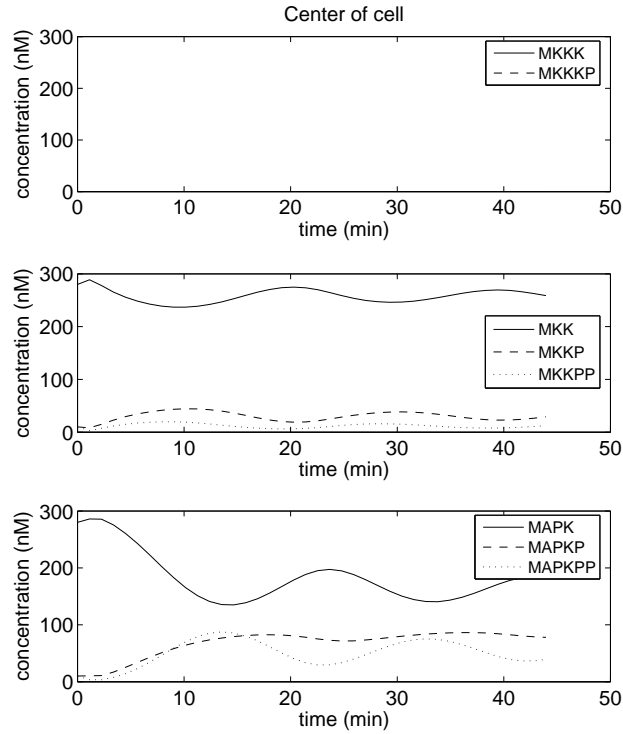 Center of cell
300
200
100
0
concentration (nM)
MKKK
MKKKP
0 10 20 30 40 50
time (min)
300
200
100
0
concentration (nM)
MKK
MKKP
MKKPP
0 10 20 30 40 50
time (min)
300
200
100
0
concentration (nM)
MAPK
MAPKP
MAPKPP
0 10 20 30 40 50
time (min)